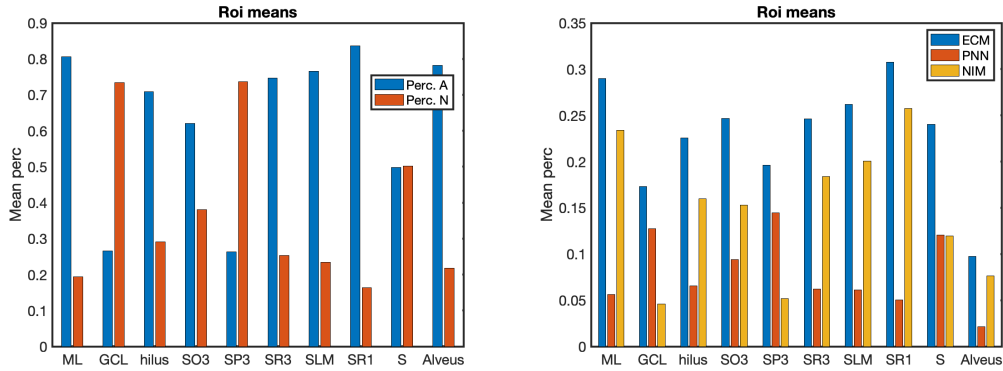 Roi means
Mean perc
0.9
0.8
0.7
0.6
0.5
0.4
0.3
0.2
0.1
0
Perc. A
Perc. N
ML GCL hilus SO3 SP3 SR3 SLM SR1 S Alveus
Roi means
Mean perc
0.35
0.3
0.25
0.2
0.15
0.1
0.05
0
ECM
PNN
NIM
ML GCL hilus SO3 SP3 SR3 SLM SR1 S Alveus